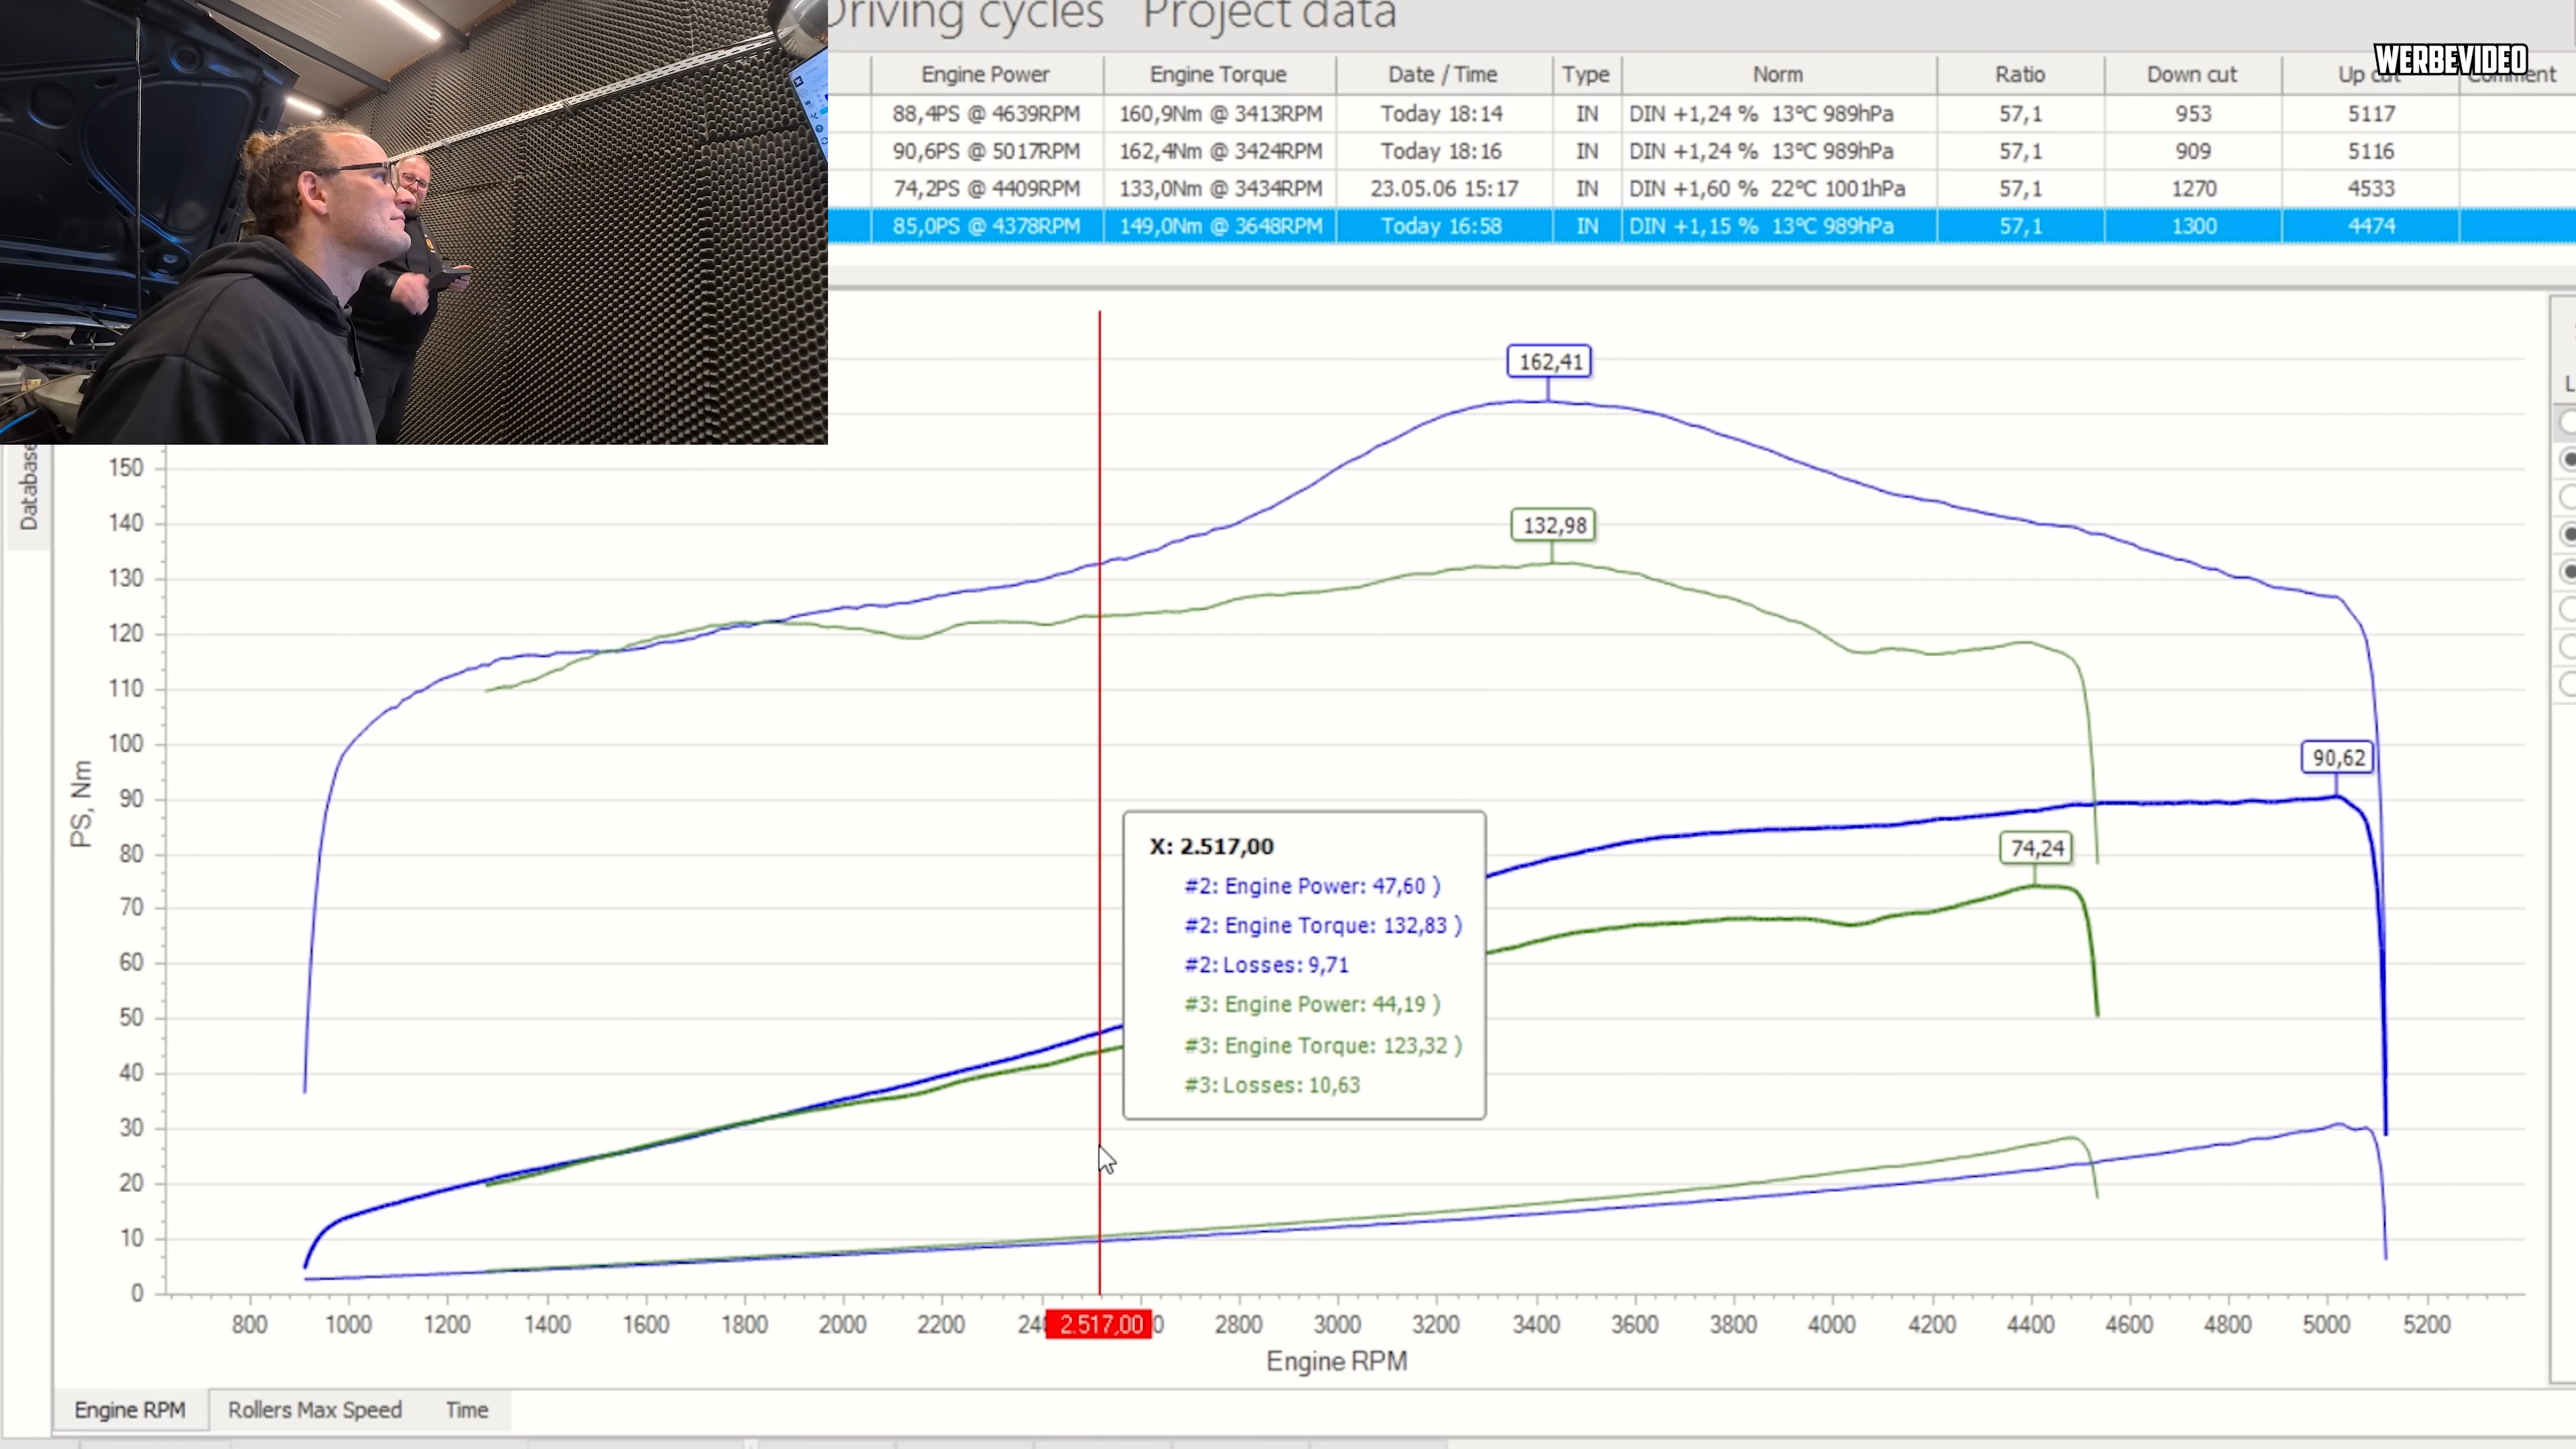 Driving cycles Project data
WERBEVIDEO
Engine Power Engine Torque Date / Time Type Norm Ratio Down cut Up cut Comment
88,4PS @ 4639RPM 160,9Nm @ 3413RPM Today 18:14 IN DIN +1,24 % 13°C 989hPa 57,1 953 5117
90,6PS @ 5017RPM 162,4Nm @ 3424RPM Today 18:16 IN DIN +1,24 % 13°C 989hPa 57,1 909 5116
74,2PS @ 4409RPM 133,0Nm @ 3434RPM 23.05.06 15:17 IN DIN +1,60 % 22°C 1001hPa 57,1 1270 4533
85,0PS @ 4378RPM 149,0Nm @ 3648RPM Today 16:58 IN DIN +1,15 % 13°C 989hPa 57,1 1300 4474
Database
162,41
132,98
90,62
74,24
150
140
130
120
110
100
90
80
70
60
50
40
30
20
10
0
PS, Nm
X: 2.517,00
#2: Engine Power: 47,60 )
#2: Engine Torque: 132,83 )
#2: Losses: 9,71
#3: Engine Power: 44,19 )
#3: Engine Torque: 123,32 )
#3: Losses: 10,63
800 1000 1200 1400 1600 1800 2000 2200 2.517,00 2800 3000 3200 3400 3600 3800 4000 4200 4400 4600 4800 5000 5200
Engine RPM
Engine RPM Rollers Max Speed Time